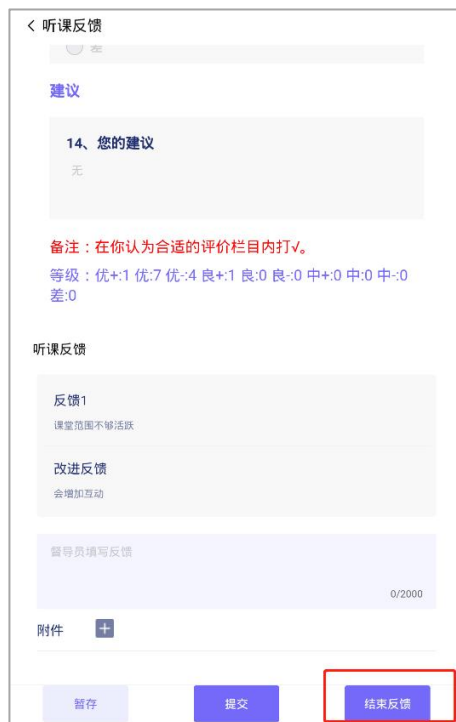 听课反馈
差
建议
14、您的建议
无
备注：在你认为合适的评价栏目内打√。
等级：优+:1 优:7 优-:4 良+:1 良:0 良-:0 中+:0 中:0 中-:0
差:0
听课反馈
反馈1
课堂范围不够活跃
改进反馈
会增加互动
督导员填写反馈
0/2000
附件
暂存 提交 结束反馈